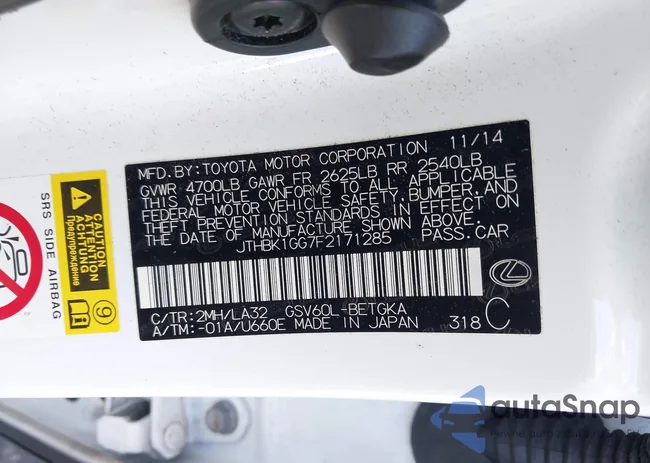 MFD.BY:TOYOTA MOTOR CORPORATION 11/14
GVWR 4700LB GAWR FR 2625LB RR 2540LB
THIS VEHICLE CONFORMS TO ALL APPLICABLE
FEDERAL MOTOR VEHICLE SAFETY, BUMPER, AND
THEFT PREVENTION STANDARDS IN EFFECT ON
THE DATE OF MANUFACTURE SHOWN ABOVE.
JTHBK1GG7F2171285 PASS.CAR
C/TR:2MH/LA32 GSV60L-BETGKA
A/TM:-01A/U660E MADE IN JAPAN 318 C
SRS SIDE AIRBAG
CAUTION
ATTENTION
ACHTUNG
Предупреждение
9
autoSnap